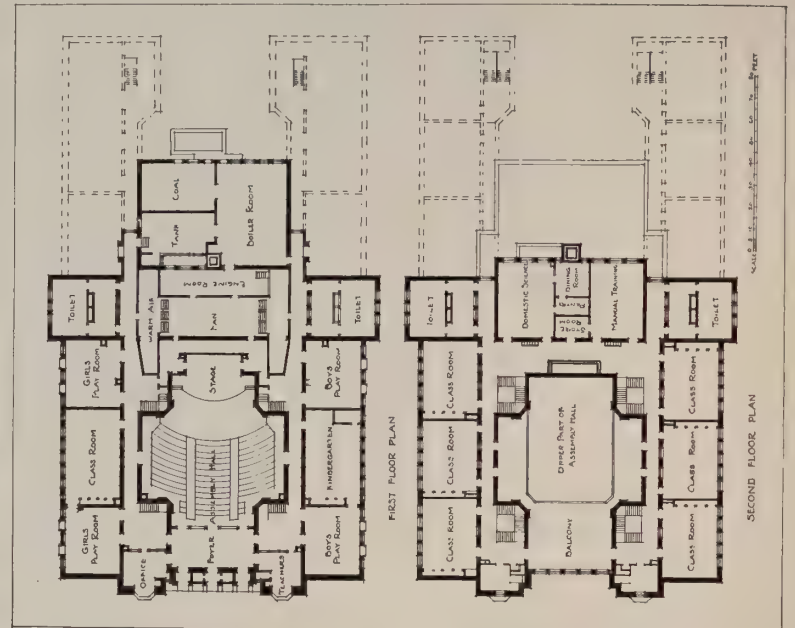 COAL
BOILER ROOM
TANK
ENGINE ROOM
TOILET
WARM AIR
FAN
TOILET
GIRLS PLAY ROOM
STAGE
BOYS PLAY ROOM
CLASS ROOM
ASSEMBLY HALL
KINDERGARTEN
GIRLS PLAY ROOM
FOYER
BOYS PLAY ROOM
OFFICE
TEACHERS
FIRST FLOOR PLAN
DOMESTIC SCIENCE
DINING ROOM
STORE ROOM
MANUAL TRAINING
TOILET
TOILET
CLASS ROOM
CLASS ROOM
CLASS ROOM
UPPER PART OF
ASSEMBLY HALL
BALCONY
CLASS ROOM
CLASS ROOM
CLASS ROOM
SECOND FLOOR PLAN
SCALE
FEET